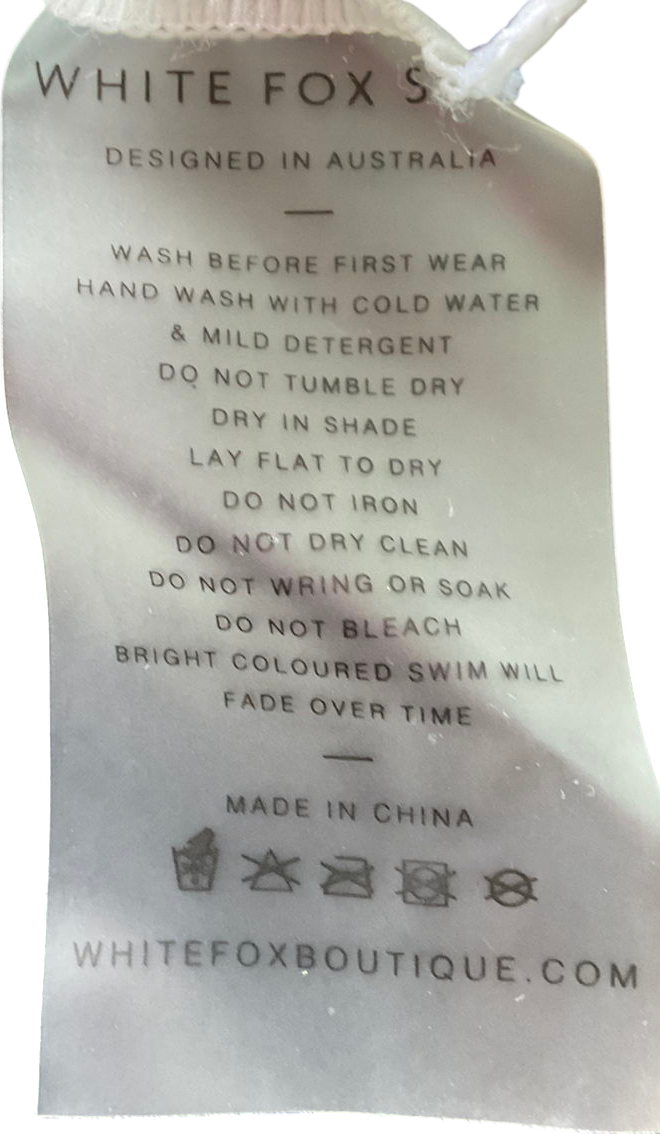 WHITE FOX S
DESIGNED IN AUSTRALIA
WASH BEFORE FIRST WEAR
HAND WASH WITH COLD WATER
& MILD DETERGENT
DO NOT TUMBLE DRY
DRY IN SHADE
LAY FLAT TO DRY
DO NOT IRON
DO NOT DRY CLEAN
DO NOT WRING OR SOAK
DO NOT BLEACH
BRIGHT COLOURED SWIM WILL
FADE OVER TIME
MADE IN CHINA
WHITEFOXBOUTIQUE.COM